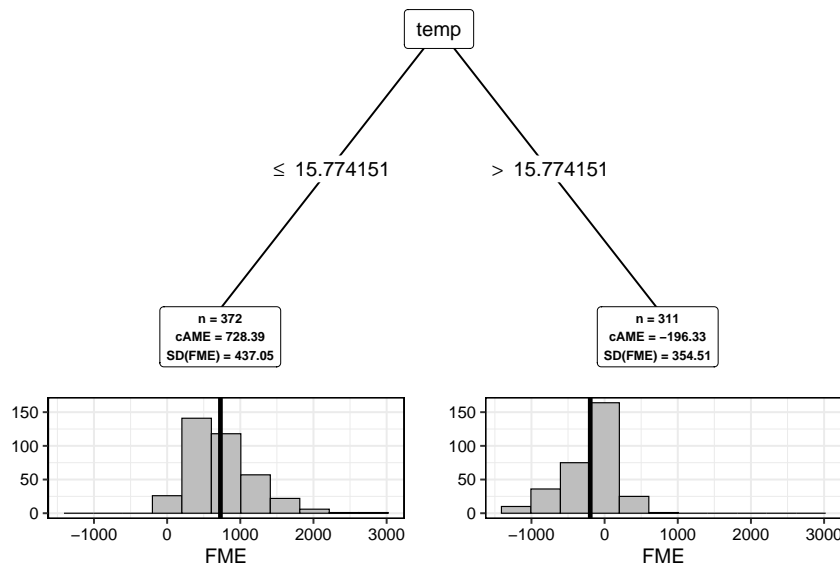 temp
≤ 15.774151
> 15.774151
n = 372
cAME = 728.39
SD(FME) = 437.05
n = 311
cAME = −196.33
SD(FME) = 354.51
150
100
50
0
−1000 0 1000 2000 3000
FME
150
100
50
0
−1000 0 1000 2000 3000
FME